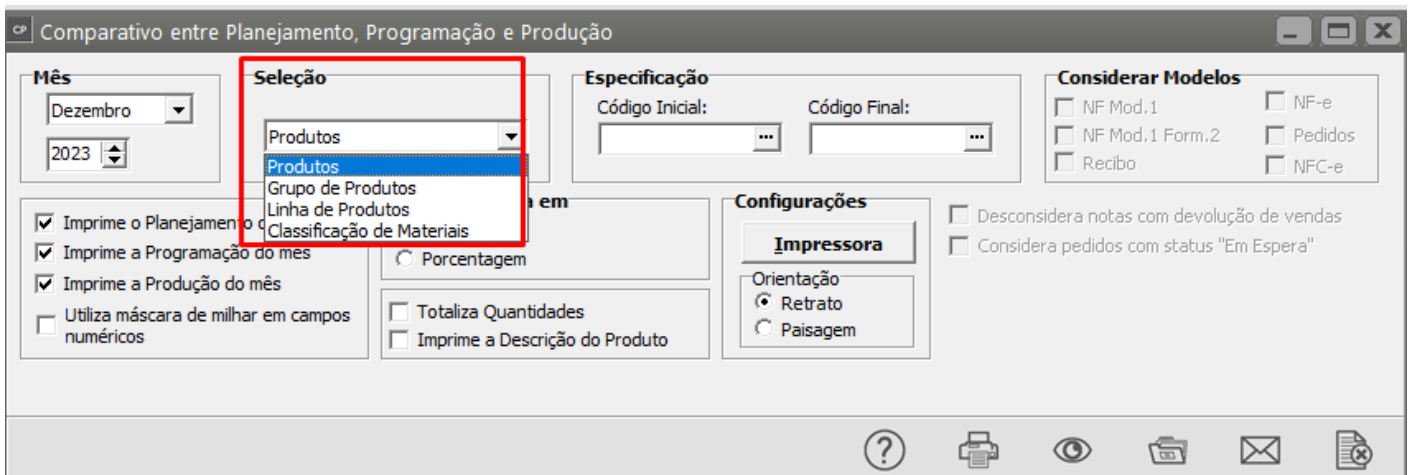 CP Comparativo entre Planejamento, Programação e Produção
Mês
Dezembro
2023
Seleção
Produtos
Produtos
Grupo de Produtos
Linha de Produtos
Classificação de Materiais
Especificação
Código Inicial:
Código Final:
Considerar Modelos
NF Mod.1
NF-e
NF Mod.1 Form.2
Pedidos
Recibo
NFC-e
Imprime o Planejamento
Imprime a Programação do mês
Imprime a Produção do mês
Utiliza máscara de milhar em campos
numéricos
em
Porcentagem
Totaliza Quantidades
Imprime a Descrição do Produto
Configurações
Impressora
Orientação
Retrato
Paisagem
Desconsidera notas com devolução de vendas
Considera pedidos com status "Em Espera"